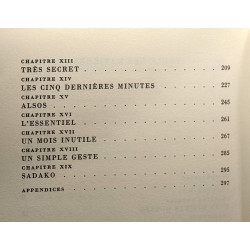 CHAPITRE XIII
TRÈS SECRET . . . . . . . . . . . . 209
CHAPITRE XIV
LES CINQ DERNIÈRES MINUTES . . . . 227
CHAPITRE XV
ALSOS . . . . . . . . . . . . 245
CHAPITRE XVI
L'ESSENTIEL . . . . . . . . . . . . 261
CHAPITRE XVII
UN MOIS INUTILE . . . . . . . . . . 267
CHAPITRE XVIII
UN SIMPLE GESTE . . . . . . . . . . 285
CHAPITRE XIX
SADAKO . . . . . . . . . . . . 295
APPENDICES . . . . . . . . . . . . 297